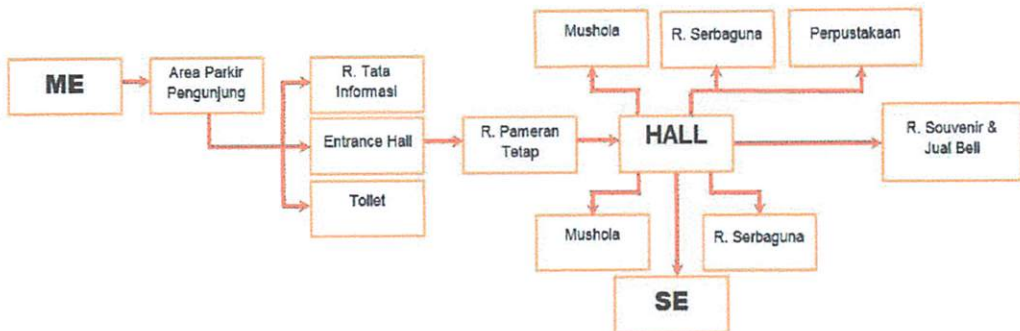 Mushola
R. Serbaguna
Perpustakaan
ME
Area Parkir
Pengunjung
R. Tata
Informasi
Entrance Hall
Toilet
R. Pameran
Tetap
HALL
R. Souvenir &
Jual Beli
Mushola
R. Serbaguna
SE